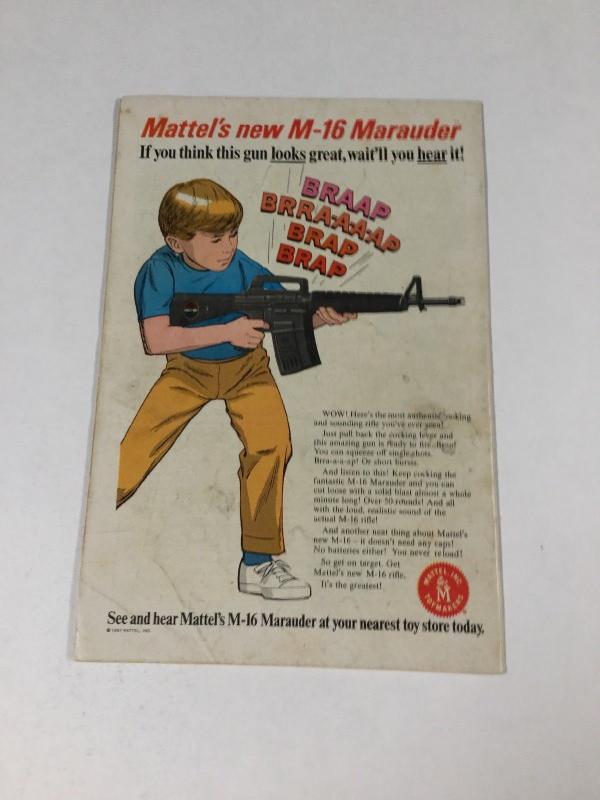 Mattel's new M-16 Marauder
If you think this gun looks great, wait'll you hear it!
BRAAP
BRRA-A-A-AP
BRAP
BRAP
WOW! Here's the most authentic looking
and sounding rifle you've ever seen!
Just pull back the cocking lever and
this amazing gun is ready to fire. Brap!
You can squeeze off single shots.
Brra-a-a-ap! Or short bursts.
And listen to this! Keep cocking the
fantastic M-16 Marauder and you can
cut loose with a solid blast almost a whole
minute long! Over 50 rounds! And all
with the loud, realistic sound of the
actual M-16 rifle!
And another neat thing about Mattel's
new M-16 – it doesn't need any caps!
No batteries either! You never reload!
So get on target. Get
Mattel's new M-16 rifle.
It's the greatest!
MATTEL, INC.
M
TOYMAKERS
See and hear Mattel's M-16 Marauder at your nearest toy store today.
© 1967 MATTEL, INC.